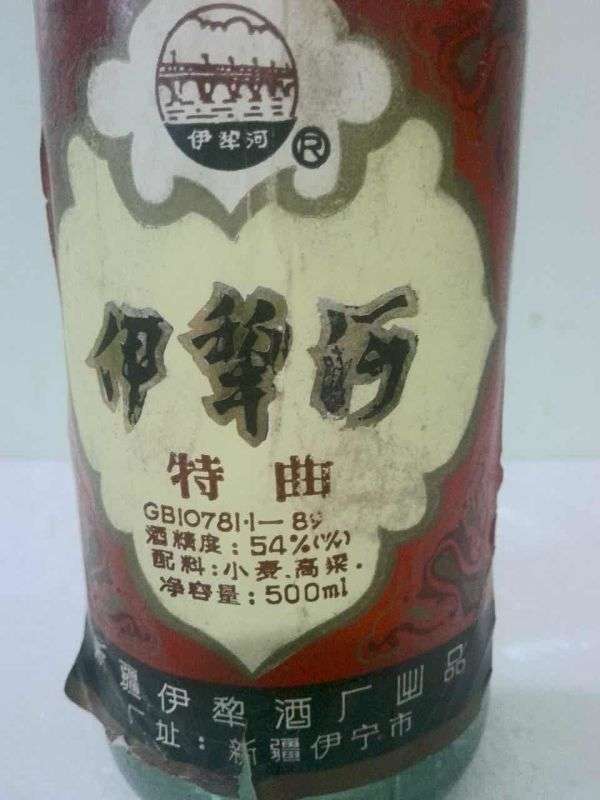 伊犁河
®
伊犁河
特曲
GB10781·1—89
酒精度：54%(V/V)
配料：小麦、高粱.
净容量：500ml
新疆伊犁酒厂出品
厂址：新疆伊宁市